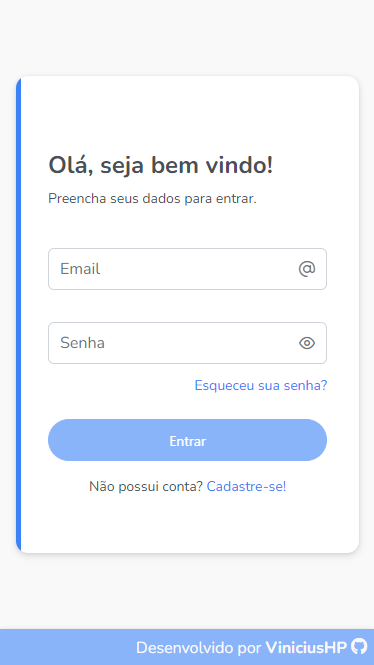 Olá, seja bem vindo!
Preencha seus dados para entrar.
Email
Senha
Esqueceu sua senha?
Entrar
Não possui conta? Cadastre-se!
Desenvolvido por ViniciusHP